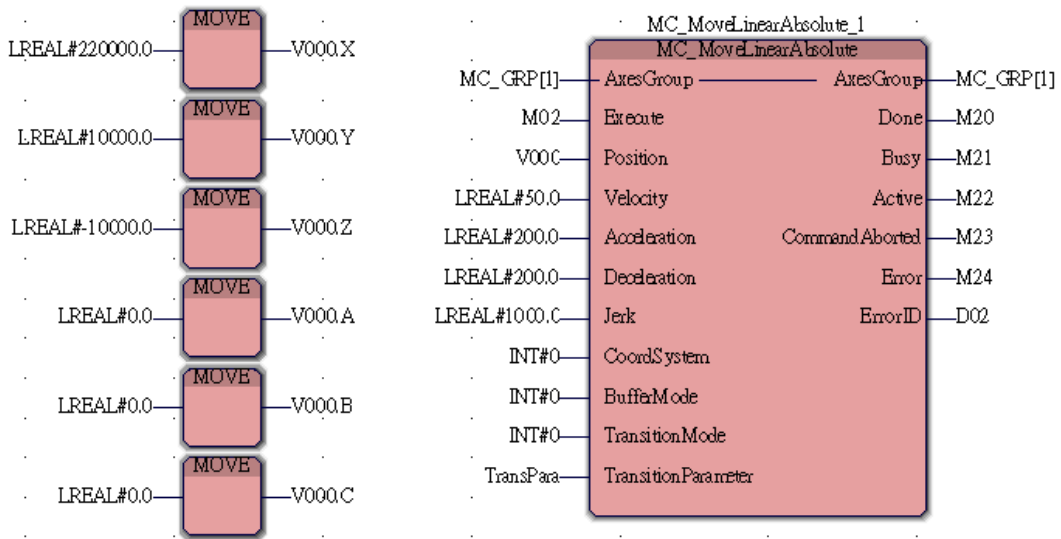 MOVE
LREAL#220000.0 V000.X
MOVE
LREAL#10000.0 V000.Y
MOVE
LREAL#-10000.0 V000.Z
MOVE
LREAL#0.0 V000.A
MOVE
LREAL#0.0 V000.B
MOVE
LREAL#0.0 V000.C
MC_MoveLinearAbsolute_1
MC_MoveLinearAbsolute
MC_GRP[1] AxesGroup AxesGroup MC_GRP[1]
M02 Execute Done M20
V000 Position Busy M21
LREAL#50.0 Velocity Active M22
LREAL#200.0 Acceleration CommandAborted M23
LREAL#200.0 Deceleration Error M24
LREAL#1000.0 Jerk ErrorID D02
INT#0 CoordSystem
INT#0 BufferMode
INT#0 TransitionMode
TransPara TransitionParameter